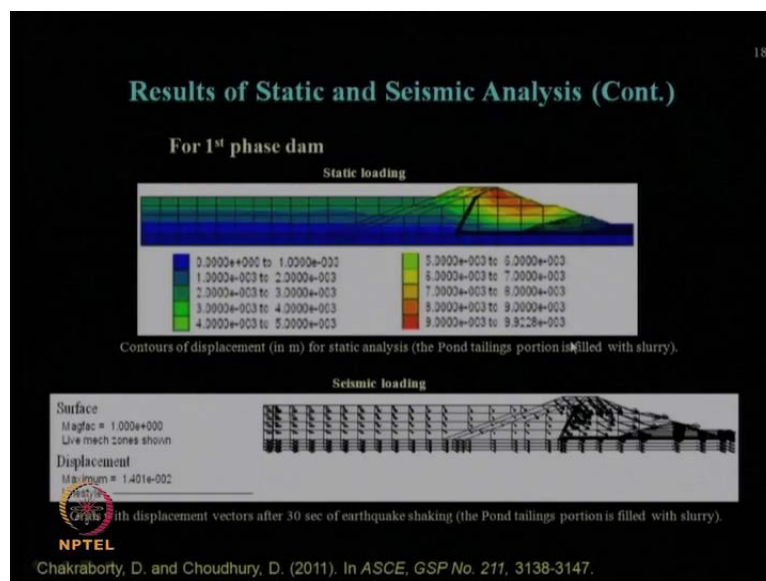 18
Results of Static and Seismic Analysis (Cont.)
For 1st phase dam
Static loading
0.0000e+000 to 1.0000e-003
1.0000e-003 to 2.0000e-003
2.0000e-003 to 3.0000e-003
3.0000e-003 to 4.0000e-003
4.0000e-003 to 5.0000e-003
5.0000e-003 to 6.0000e-003
6.0000e-003 to 7.0000e-003
7.0000e-003 to 8.0000e-003
8.0000e-003 to 9.0000e-003
9.0000e-003 to 9.9228e-003
Contours of displacement (in m) for static analysis (the Pond tailings portion is filled with slurry).
Seismic loading
Surface
Magfac = 1.000e+000
Live mech zones shown
Displacement
Maximum = 1.401e-002
with displacement vectors after 30 sec of earthquake shaking (the Pond tailings portion is filled with slurry).
NPTEL
Chakraborty, D. and Choudhury, D. (2011). In ASCE, GSP No. 211, 3138-3147.